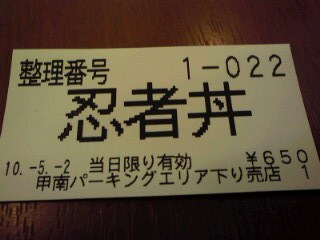 整理番号 1-022
忍者丼
10.-5.-2 当日限り有効 ¥650
甲南パーキングエリア下り売店 1